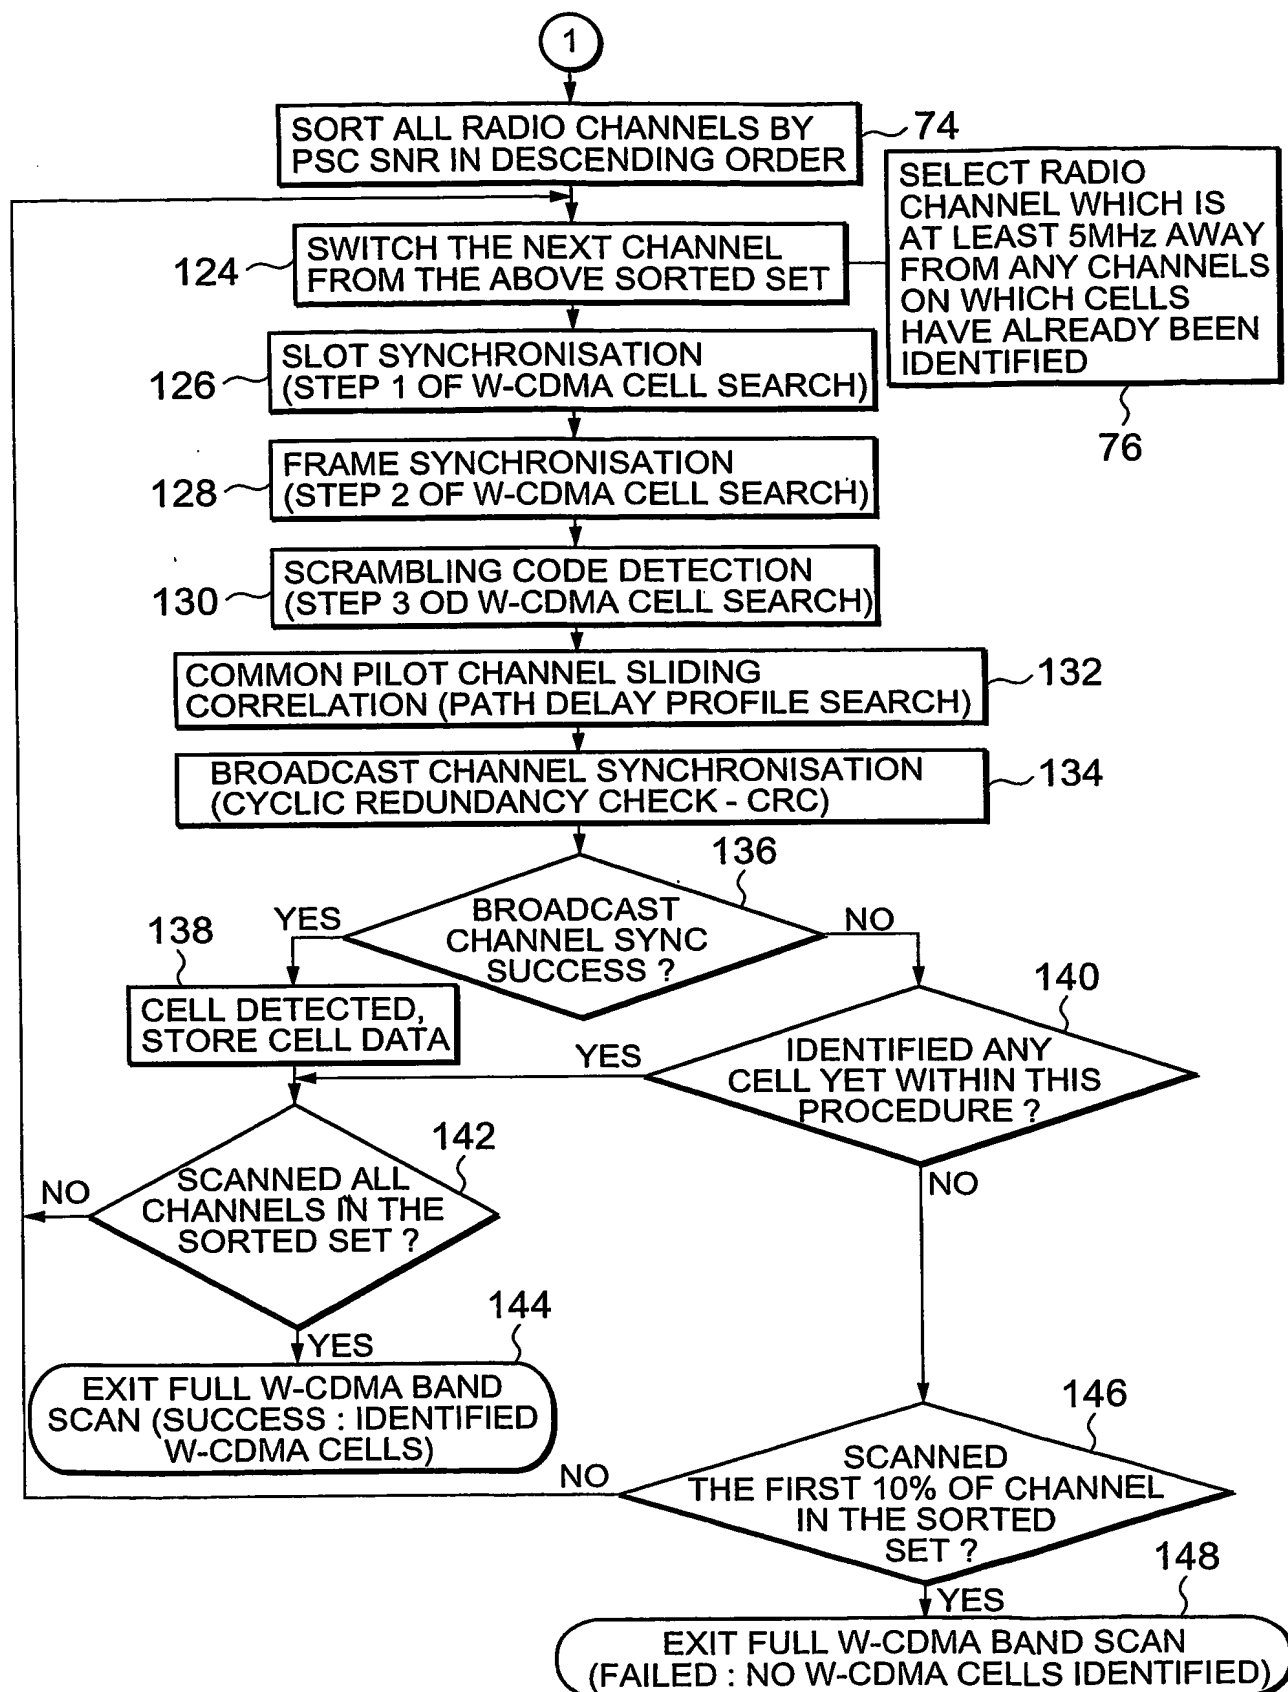 1
SORT ALL RADIO CHANNELS BY
PSC SNR IN DESCENDING ORDER
74
SELECT RADIO
CHANNEL WHICH IS
AT LEAST 5MHz AWAY
FROM ANY CHANNELS
ON WHICH CELLS
HAVE ALREADY BEEN
IDENTIFIED
76
124
SWITCH THE NEXT CHANNEL
FROM THE ABOVE SORTED SET
126
SLOT SYNCHRONISATION
(STEP 1 OF W-CDMA CELL SEARCH)
128
FRAME SYNCHRONISATION
(STEP 2 OF W-CDMA CELL SEARCH)
130
SCRAMBLING CODE DETECTION
(STEP 3 OD W-CDMA CELL SEARCH)
COMMON PILOT CHANNEL SLIDING
CORRELATION (PATH DELAY PROFILE SEARCH)
132
BROADCAST CHANNEL SYNCHRONISATION
(CYCLIC REDUNDANCY CHECK - CRC)
134
136
BROADCAST
CHANNEL SYNC
SUCCESS ?
YES
NO
138
CELL DETECTED,
STORE CELL DATA
140
IDENTIFIED ANY
CELL YET WITHIN THIS
PROCEDURE ?
YES
NO
142
SCANNED ALL
CHANNELS IN THE
SORTED SET ?
NO
YES
144
EXIT FULL W-CDMA BAND
SCAN (SUCCESS : IDENTIFIED
W-CDMA CELLS)
146
SCANNED
THE FIRST 10% OF CHANNEL
IN THE SORTED
SET ?
NO
YES
148
EXIT FULL W-CDMA BAND SCAN
(FAILED : NO W-CDMA CELLS IDENTIFIED)